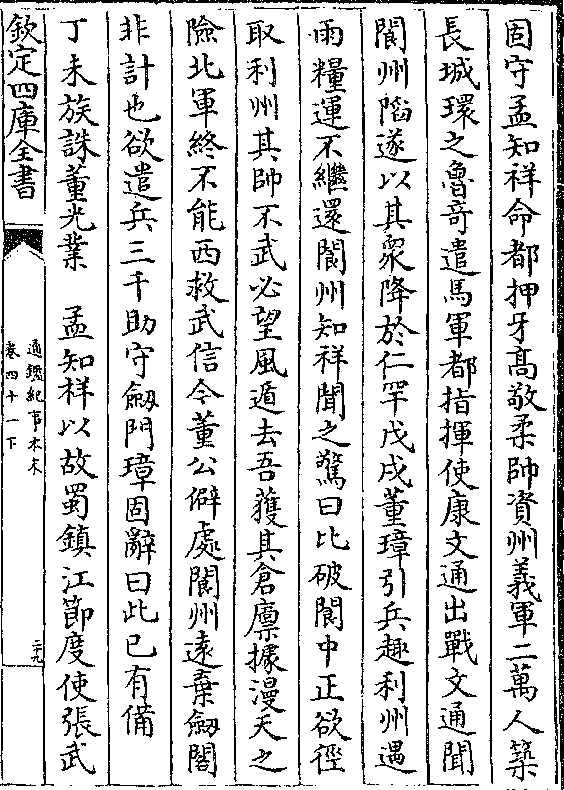 固守孟知祥命都押牙髙敬柔帥資州義軍二萬人築
長城環之魯竒遣馬軍都指揮使康文通出戰文通聞
閬州陷遂以其衆降於仁罕戊戌董璋引兵趣利州遇
雨糧運不繼還閬州知祥聞之驚曰比破閬中正欲徑
取利州其帥不武必望風遁去吾獲其倉廪據漫天之
險北軍終不能西救武信今董公僻處閬州逺棄劔閣
非計也欲遣兵三千助守劔門璋固辭曰此已有備
丁未族誅董光業　孟知祥以故蜀鎮江節度使張武
欽定四庫全書
通鑑紀事本末
卷四十一下
二十九